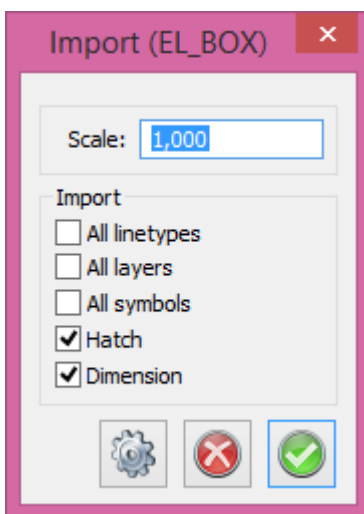 Import (EL_BOX)
Scale: 1,000
Import
All linetypes
All layers
All symbols
Hatch
Dimension